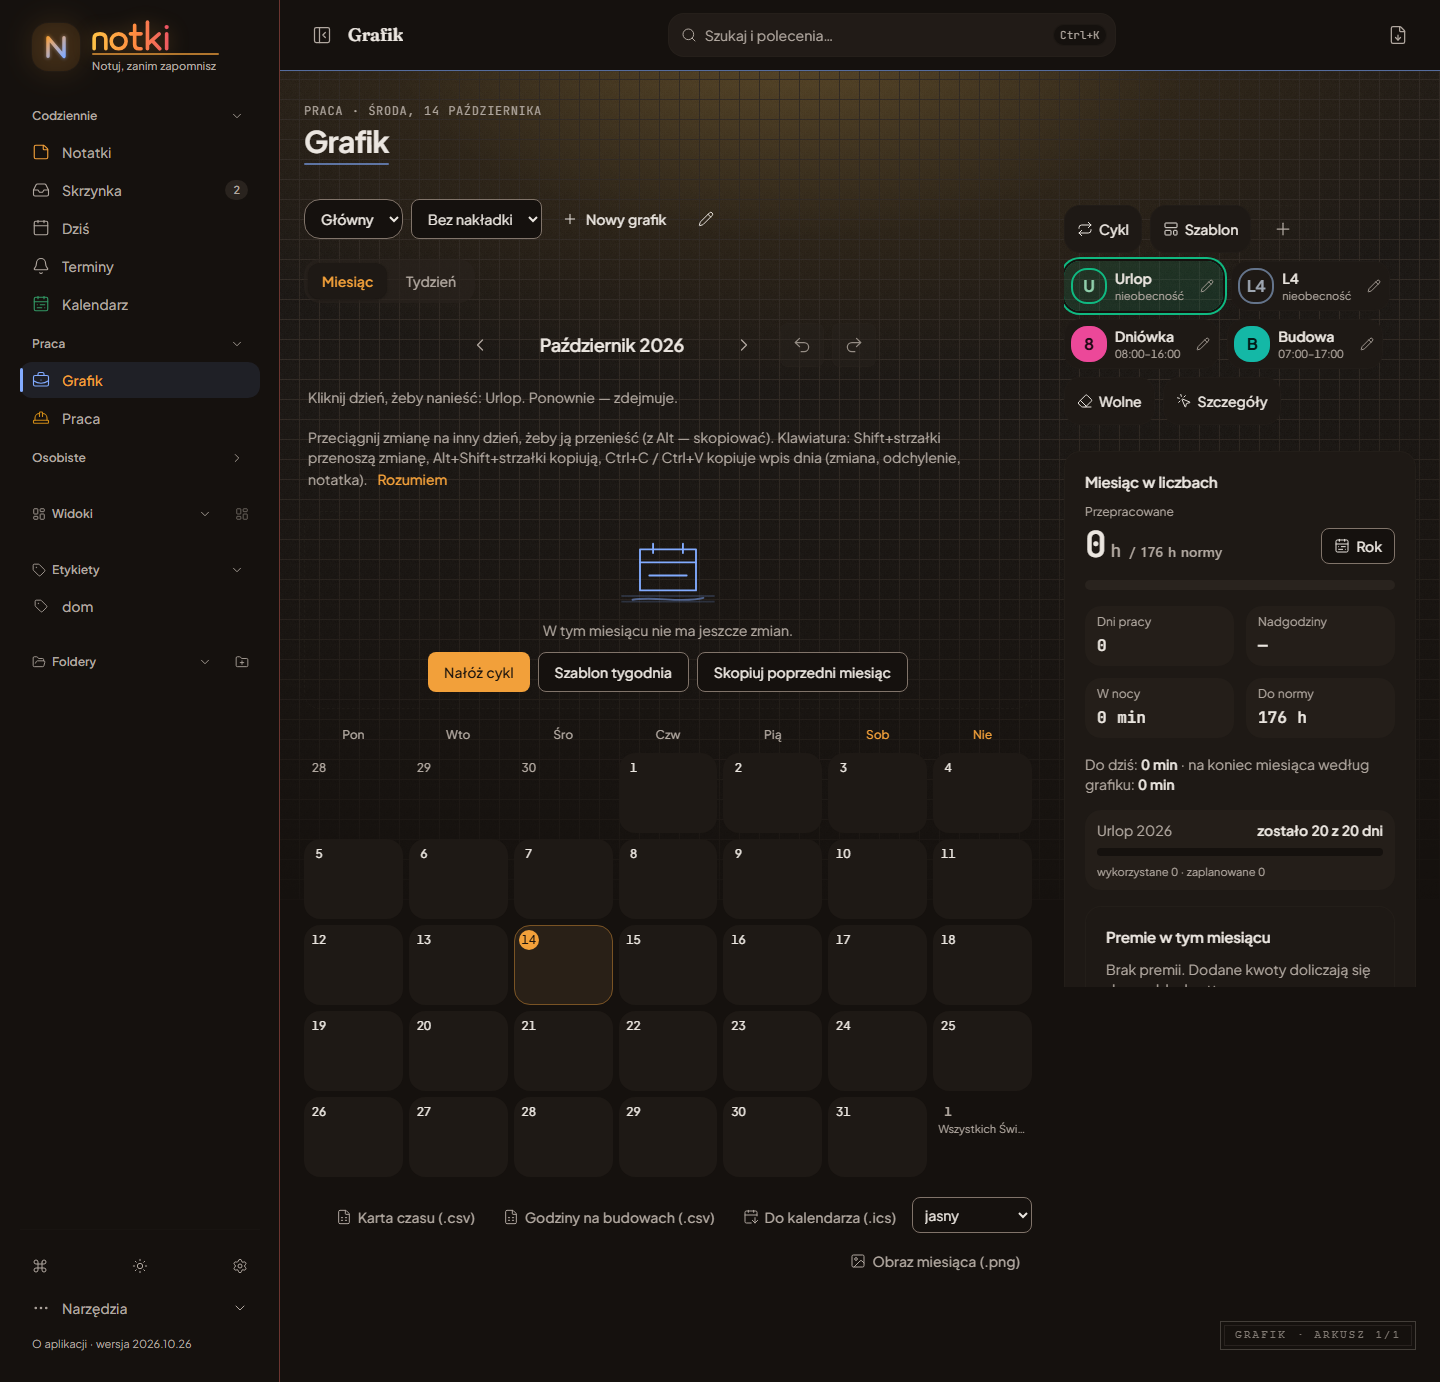 N
notki
Notuj, zanim zapomnisz
Codziennie
Notatki
Skrzynka 2
Dziś
Terminy
Kalendarz
Praca
Grafik
Praca
Osobiste
Widoki
Etykiety
dom
Foldery
Narzędzia
O aplikacji · wersja 2026.10.26
Grafik
Szukaj i polecenia... Ctrl+K
PRACA · ŚRODA, 14 PAŹDZIERNIKA
Grafik
Główny Bez nakładki Nowy grafik
Miesiąc Tydzień
Październik 2026
Kliknij dzień, żeby nanieść: Urlop. Ponownie — zdejmuje.
Przeciągnij zmianę na inny dzień, żeby ją przenieść (z Alt — skopiować). Klawiatura: Shift+strzałki
przenoszą zmianę, Alt+Shift+strzałki kopiują, Ctrl+C / Ctrl+V kopiuje wpis dnia (zmiana, odchylenie,
notatka). Rozumiem
W tym miesiącu nie ma jeszcze zmian.
Nałóż cykl Szablon tygodnia Skopiuj poprzedni miesiąc
Pon Wto Śro Czw Pią Sob Nie
28 29 30 1 2 3 4
5 6 7 8 9 10 11
12 13 14 15 16 17 18
19 20 21 22 23 24 25
26 27 28 29 30 31 1
Wszystkich Świ...
Karta czasu (.csv) Godziny na budowach (.csv) Do kalendarza (.ics) jasny
Obraz miesiąca (.png)
Cykl Szablon
U Urlop L4 L4
nieobecność nieobecność
8 Dniówka B Budowa
08:00–16:00 07:00–17:00
Wolne Szczegóły
Miesiąc w liczbach
Przepracowane
0 h / 176 h normy Rok
Dni pracy Nadgodziny
0 —
W nocy Do normy
0 min 176 h
Do dziś: 0 min · na koniec miesiąca według
grafiku: 0 min
Urlop 2026 zostało 20 z 20 dni
wykorzystane 0 · zaplanowane 0
Premie w tym miesiącu
Brak premii. Dodane kwoty doliczają się
GRAFIK · ARKUSZ 1/1